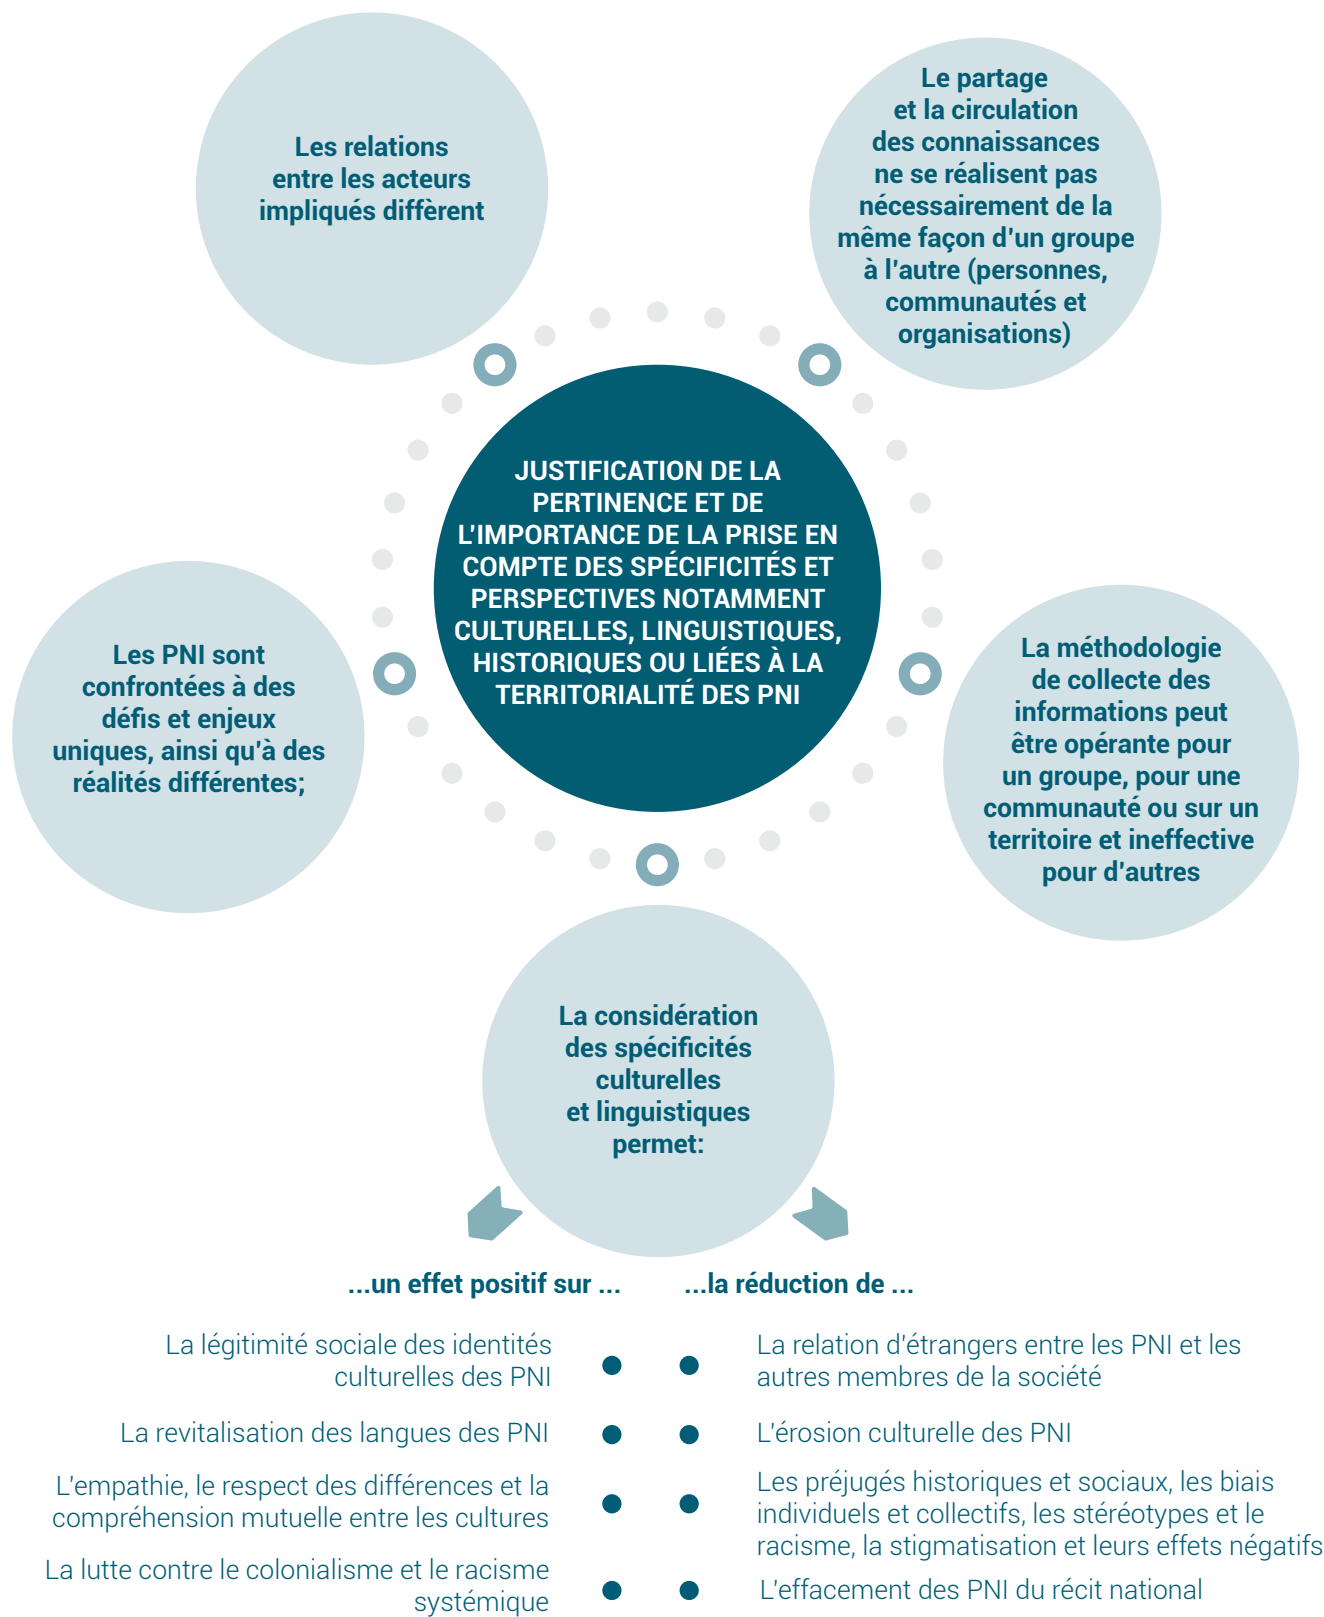 Les relations
entre les acteurs
impliqués diffèrent
Le partage
et la circulation
des connaissances
ne se réalisent pas
nécessairement de la
même façon d'un groupe
à l'autre (personnes,
communautés et
organisations)
JUSTIFICATION DE LA
PERTINENCE ET DE
L'IMPORTANCE DE LA PRISE EN
COMPTE DES SPÉCIFICITÉS ET
PERSPECTIVES NOTAMMENT
CULTURELLES, LINGUISTIQUES,
HISTORIQUES OU LIÉES À LA
TERRITORIALITÉ DES PNI
Les PNI sont
confrontées à des
défis et enjeux
uniques, ainsi qu'à des
réalités différentes;
La méthodologie
de collecte des
informations peut
être opérante pour
un groupe, pour une
communauté ou sur un
territoire et ineffective
pour d'autres
La considération
des spécificités
culturelles
et linguistiques
permet:
...un effet positif sur ...
La légitimité sociale des identités
culturelles des PNI
La revitalisation des langues des PNI
L'empathie, le respect des différences et la
compréhension mutuelle entre les cultures
La lutte contre le colonialisme et le racisme
systémique
...la réduction de ...
La relation d'étrangers entre les PNI et les
autres membres de la société
L'érosion culturelle des PNI
Les préjugés historiques et sociaux, les biais
individuels et collectifs, les stéréotypes et le
racisme, la stigmatisation et leurs effets négatifs
L'effacement des PNI du récit national